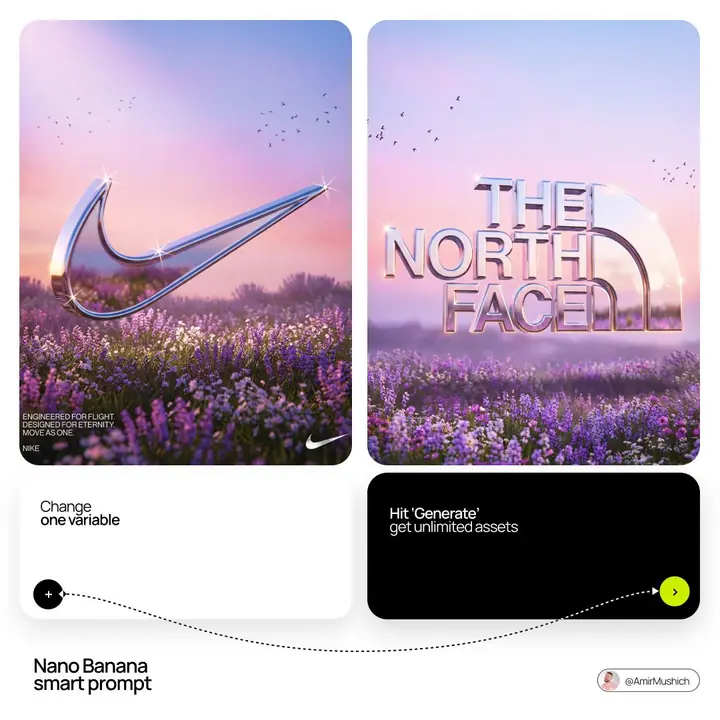 THE
NORTH
FACE
ENGINEERED FOR FLIGHT.
DESIGNED FOR ETERNITY.
MOVE AS ONE.
NIKE
Change
one variable
Hit ‘Generate’
get unlimited assets
Nano Banana
smart prompt
@AmirMushich